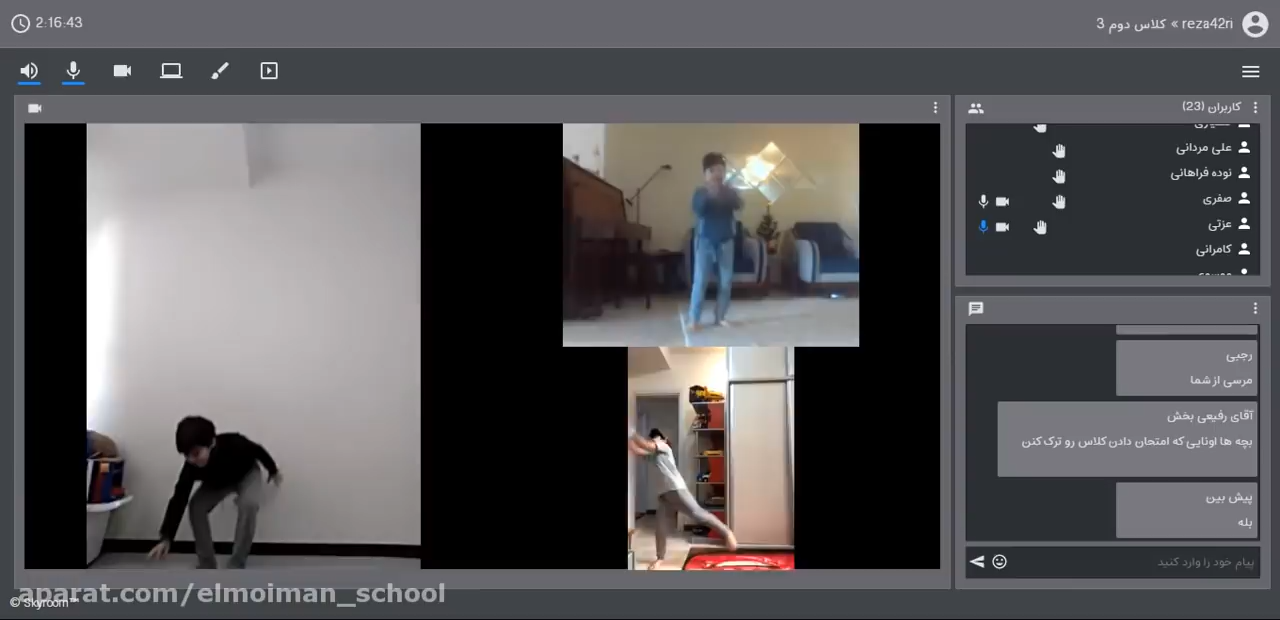 2:16:43
reza42ri » کلاس دوم 3
کاربران (23)
علی مردانی
نوده فراهانی
صفری
عزتی
کامرانی
رجبی
مرسی از شما
آقای رفیعی بخش
بچه ها اونایی که امتحان دادن کلاس رو ترک کنن
پیش بین
بله
پیام خود را وارد کنید
aparat.com/elmoiman_school
© Skyroom™